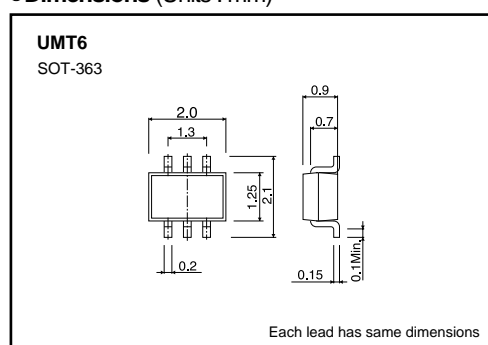 Dimensions (Units : mm)
UMT6
SOT-363
2.0
1.3
0.9
0.7
1.25
2.1
0.2
0.15
0.1Min.
Each lead has same dimensions